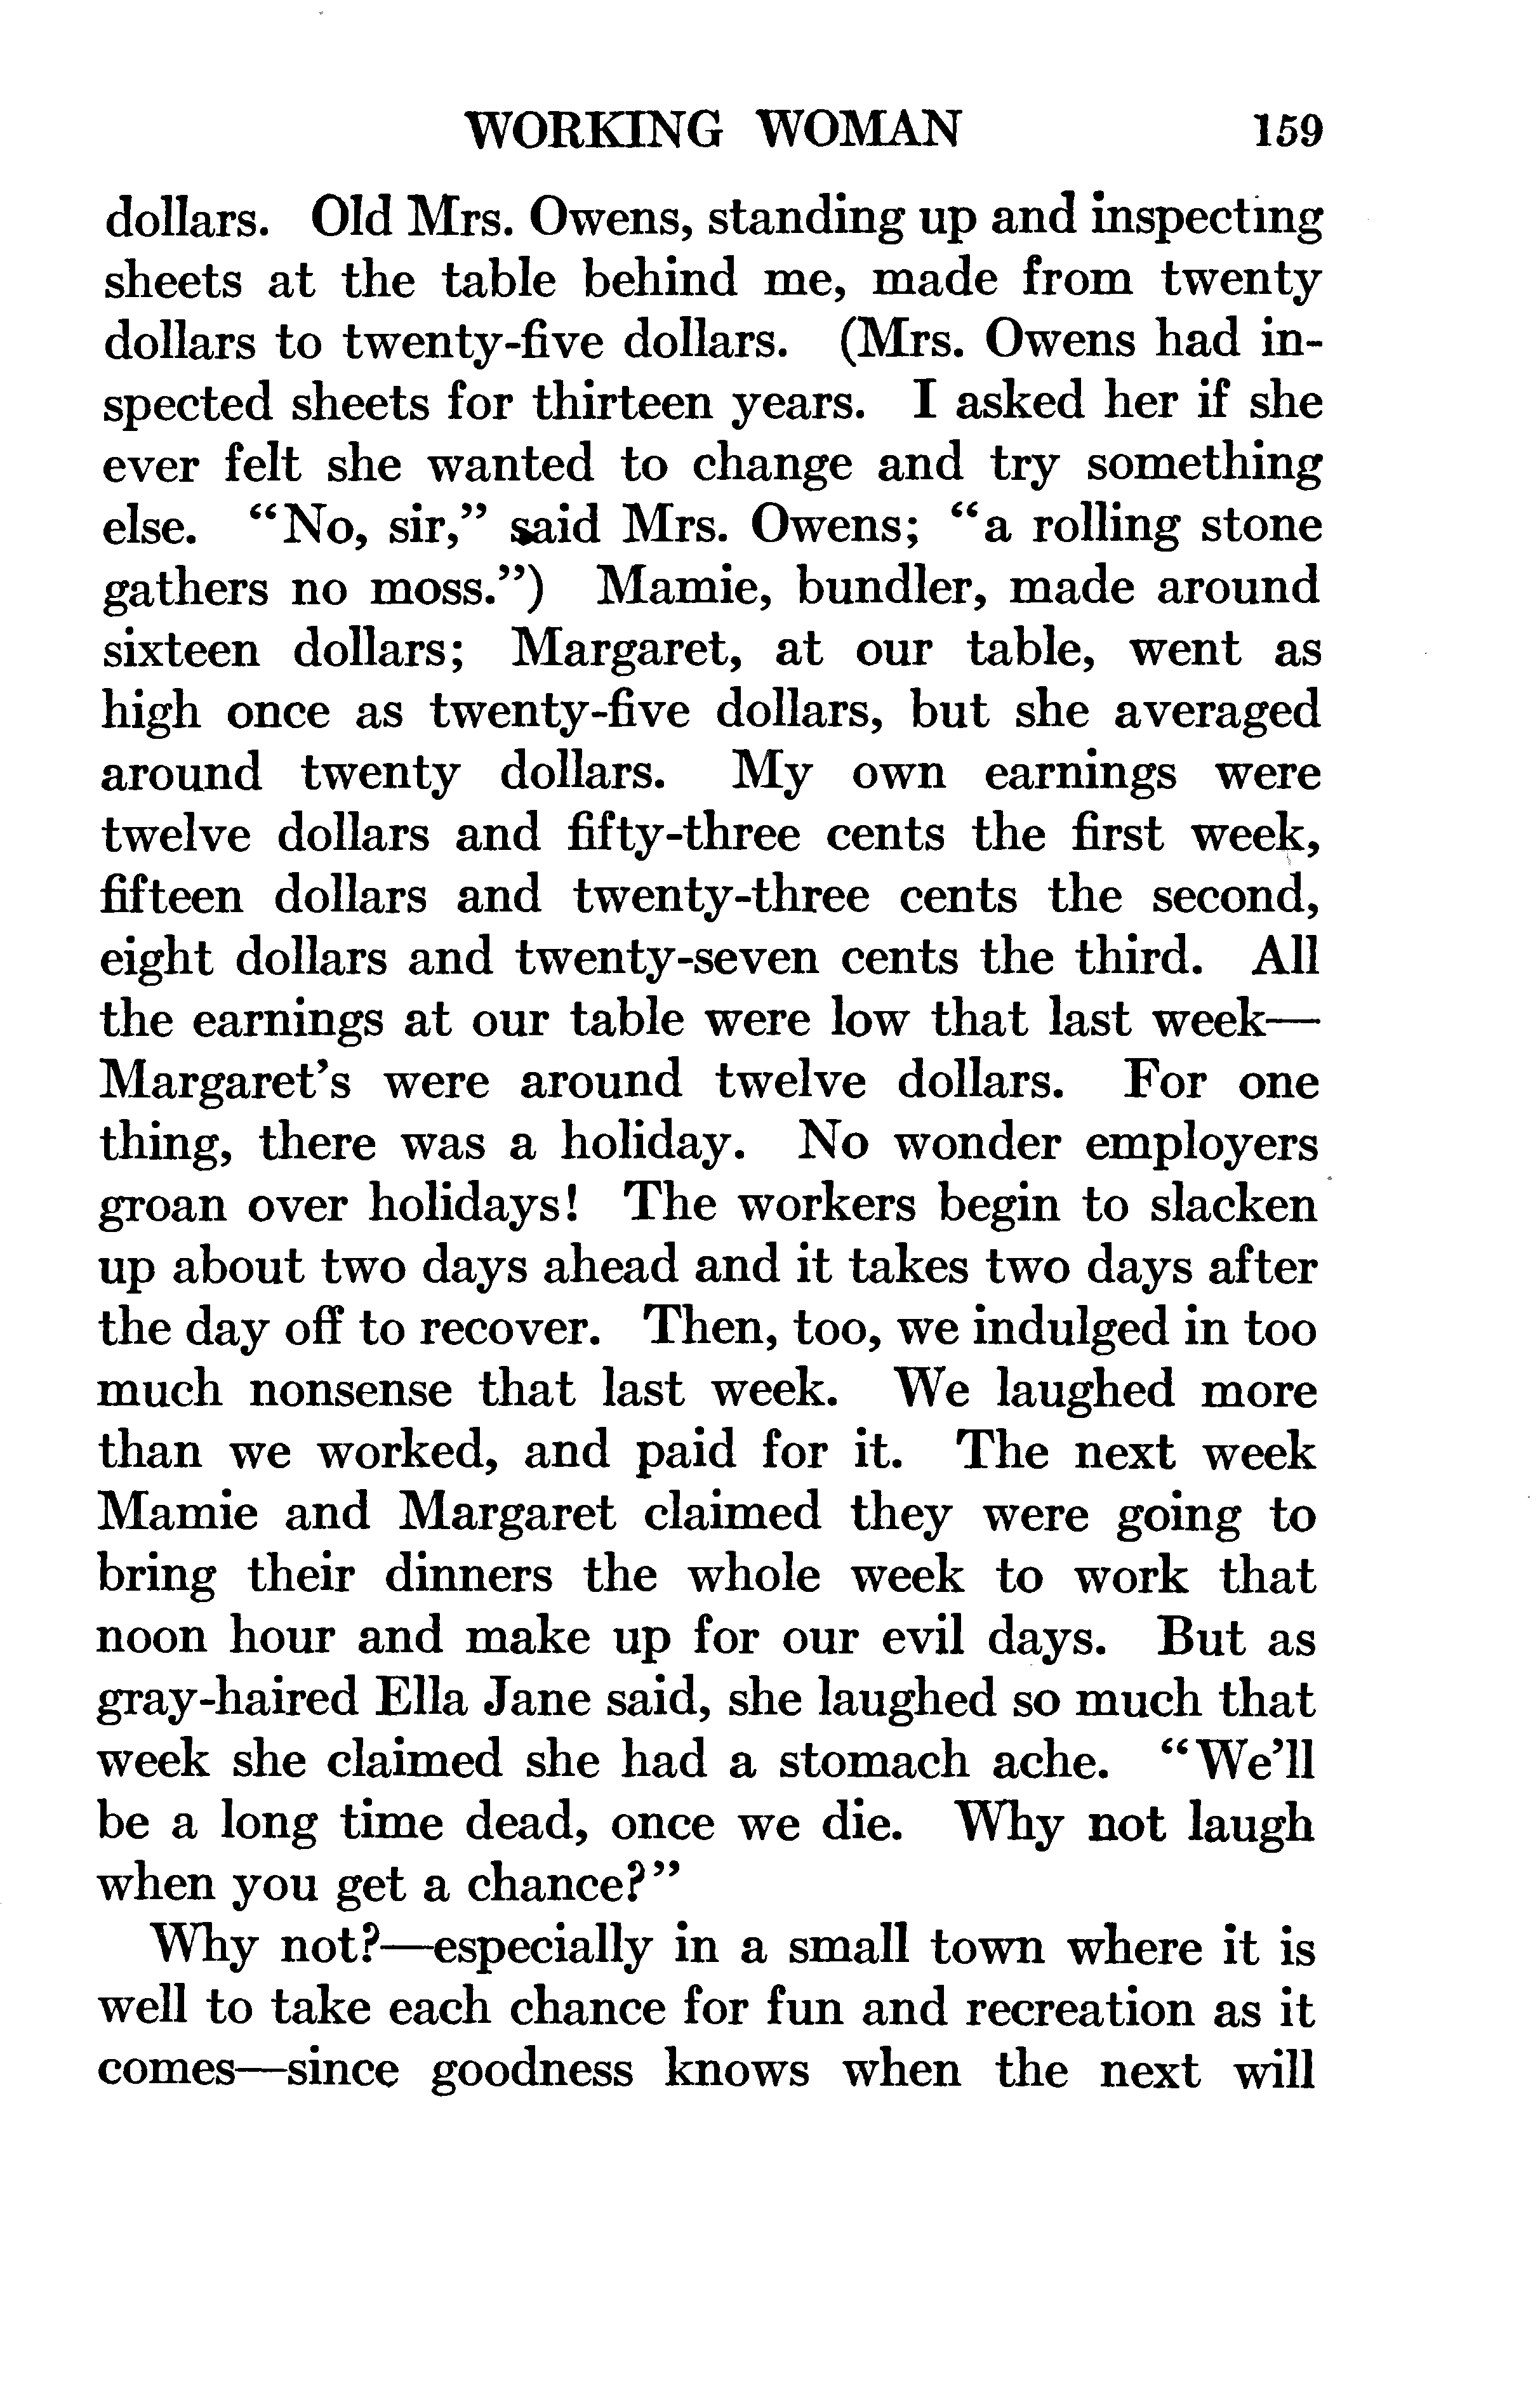 WORKING WOMAN 159
dollars. Old Mrs. Owens, standing up and inspecting
sheets at the table behind me, made from twenty
dollars to twenty-five dollars. (Mrs. Owens had in-
spected sheets for thirteen years. I asked her if she
ever felt she wanted to change and try something
else. “No, sir,” said Mrs. Owens; “a rolling stone
gathers no moss.”) Mamie, bundler, made around
sixteen dollars; Margaret, at our table, went as
high once as twenty-five dollars, but she averaged
around twenty dollars. My own earnings were
twelve dollars and fifty-three cents the first week,
fifteen dollars and twenty-three cents the second,
eight dollars and twenty-seven cents the third. All
the earnings at our table were low that last week—
Margaret’s were around twelve dollars. For one
thing, there was a holiday. No wonder employers
groan over holidays! The workers begin to slacken
up about two days ahead and it takes two days after
the day off to recover. Then, too, we indulged in too
much nonsense that last week. We laughed more
than we worked, and paid for it. The next week
Mamie and Margaret claimed they were going to
bring their dinners the whole week to work that
noon hour and make up for our evil days. But as
gray-haired Ella Jane said, she laughed so much that
week she claimed she had a stomach ache. “We’ll
be a long time dead, once we die. Why not laugh
when you get a chance?”
Why not?—especially in a small town where it is
well to take each chance for fun and recreation as it
comes—since goodness knows when the next will